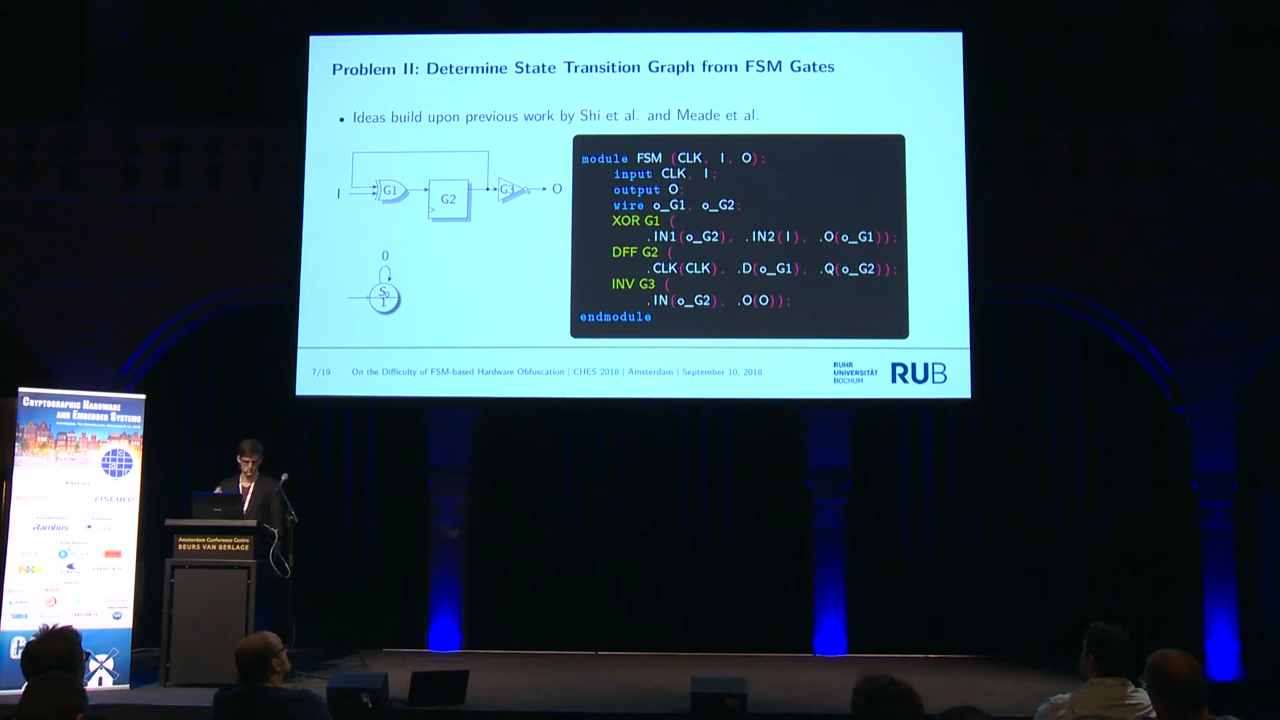 Problem II: Determine State Transition Graph from FSM Gates
• Ideas build upon previous work by Shi et al. and Meade et al.
I
G1
G2
G3
O
0
S0
1
module FSM (CLK, I, O);
input CLK, I;
output O;
wire o_G1, o_G2;
XOR G1 (
.IN1(o_G2), .IN2(I), .O(o_G1));
DFF G2 (
.CLK(CLK), .D(o_G1), .Q(o_G2));
INV G3 (
.IN(o_G2), .O(O));
endmodule
7/19
On the Difficulty of FSM-based Hardware Obfuscation | CHES 2018 | Amsterdam | September 10, 2018
RUHR
UNIVERSITÄT
BOCHUM
RUB
CRYPTOGRAPHIC HARDWARE
AND EMBEDDED SYSTEMS
riscure
Rambus
Amsterdam Conference Centre
BEURS VAN BERLAGE